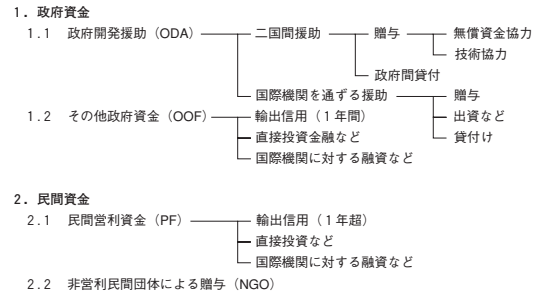 1．政府資金
1.1 政府開発援助（ODA） 二国間援助 贈与 無償資金協力
技術協力
政府間貸付
国際機関を通ずる援助 贈与
1.2 その他政府資金（OOF） 輸出信用（1年間） 出資など
直接投資金融など 貸付け
国際機関に対する融資など
2．民間資金
2.1 民間営利資金（PF） 輸出信用（1年超）
直接投資など
国際機関に対する融資など
2.2 非営利民間団体による贈与（NGO）